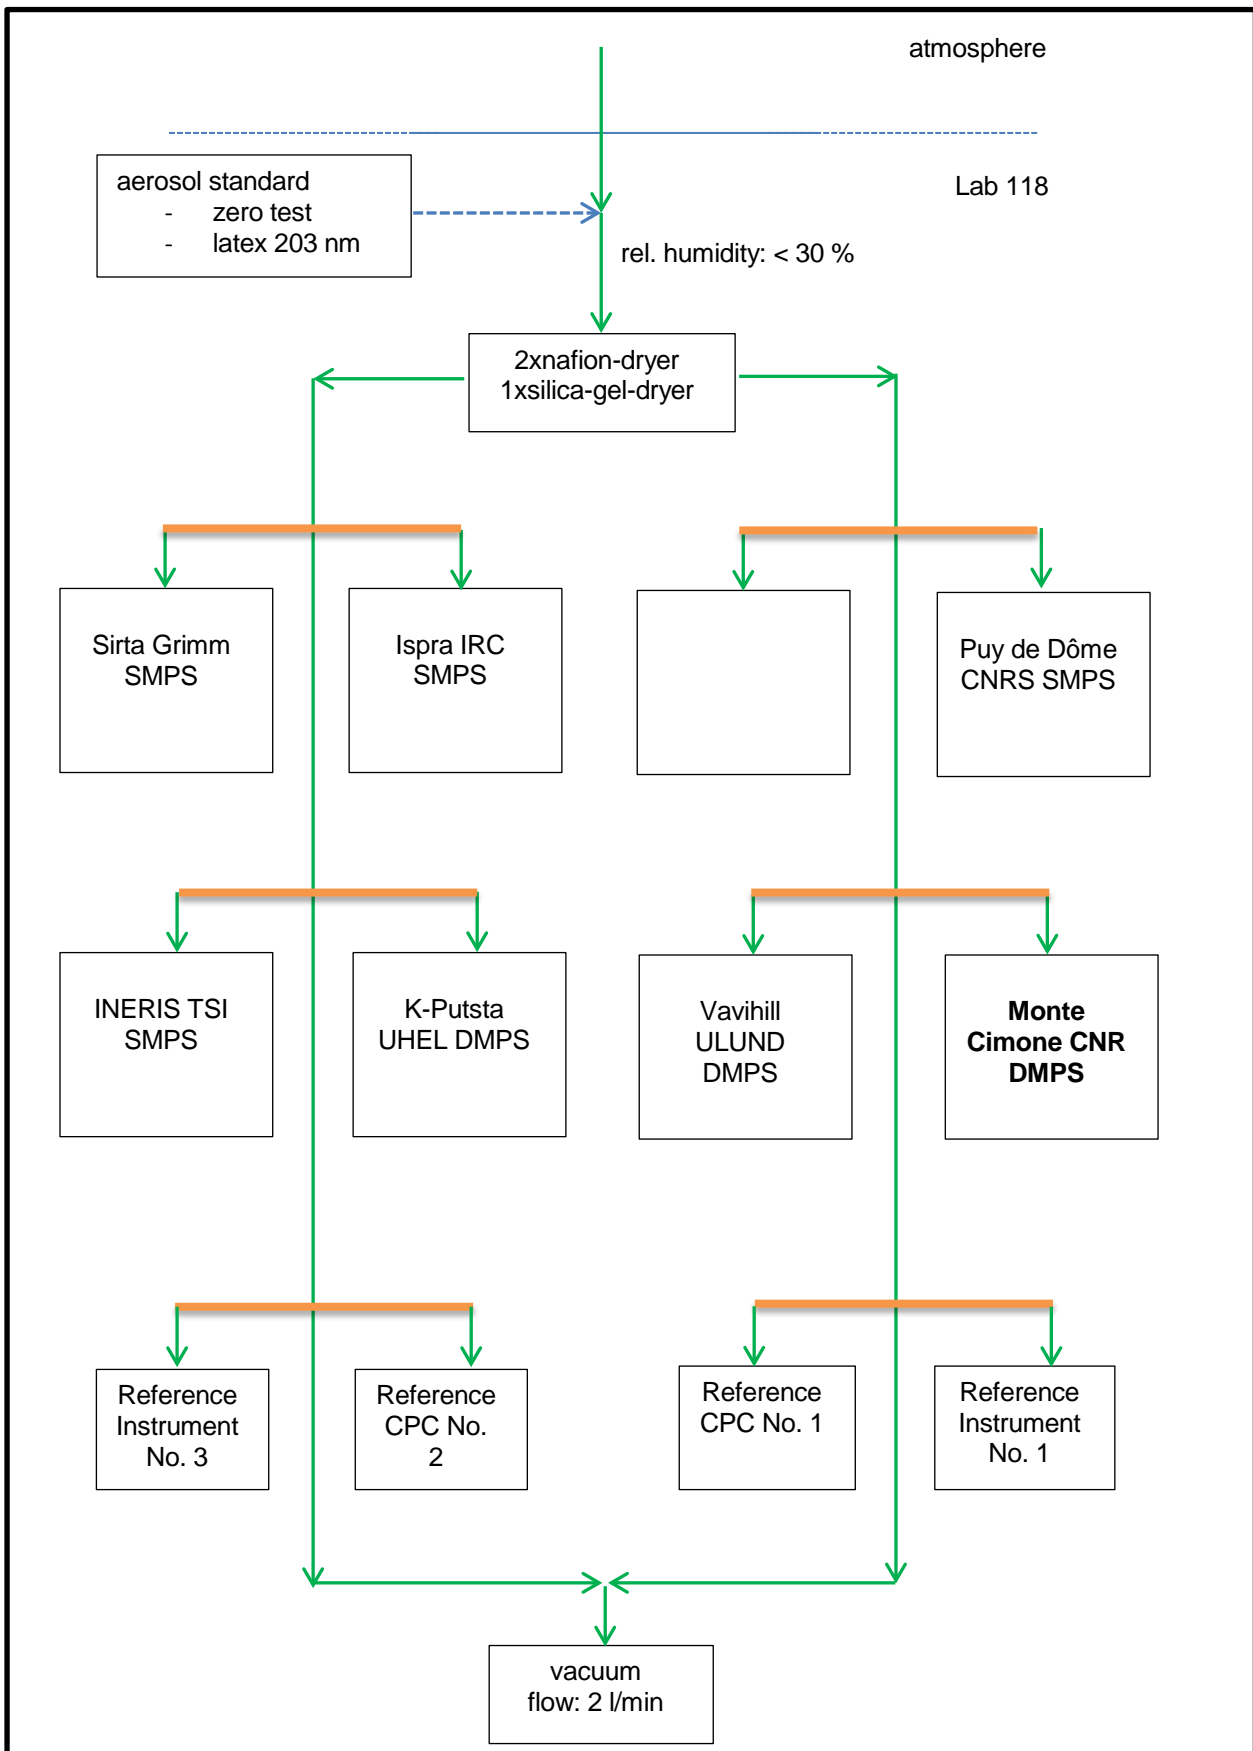 atmosphere
aerosol standard
- zero test
- latex 203 nm
Lab 118
rel. humidity: < 30 %
2xnafion-dryer
1xsilica-gel-dryer
Sirta Grimm
SMPS
Ispra IRC
SMPS
Puy de Dôme
CNRS SMPS
INERIS TSI
SMPS
K-Putsta
UHEL DMPS
Vavihill
ULUND
DMPS
Monte
Cimone CNR
DMPS
Reference
Instrument
No. 3
Reference
CPC No.
2
Reference
CPC No. 1
Reference
Instrument
No. 1
vacuum
flow: 2 l/min